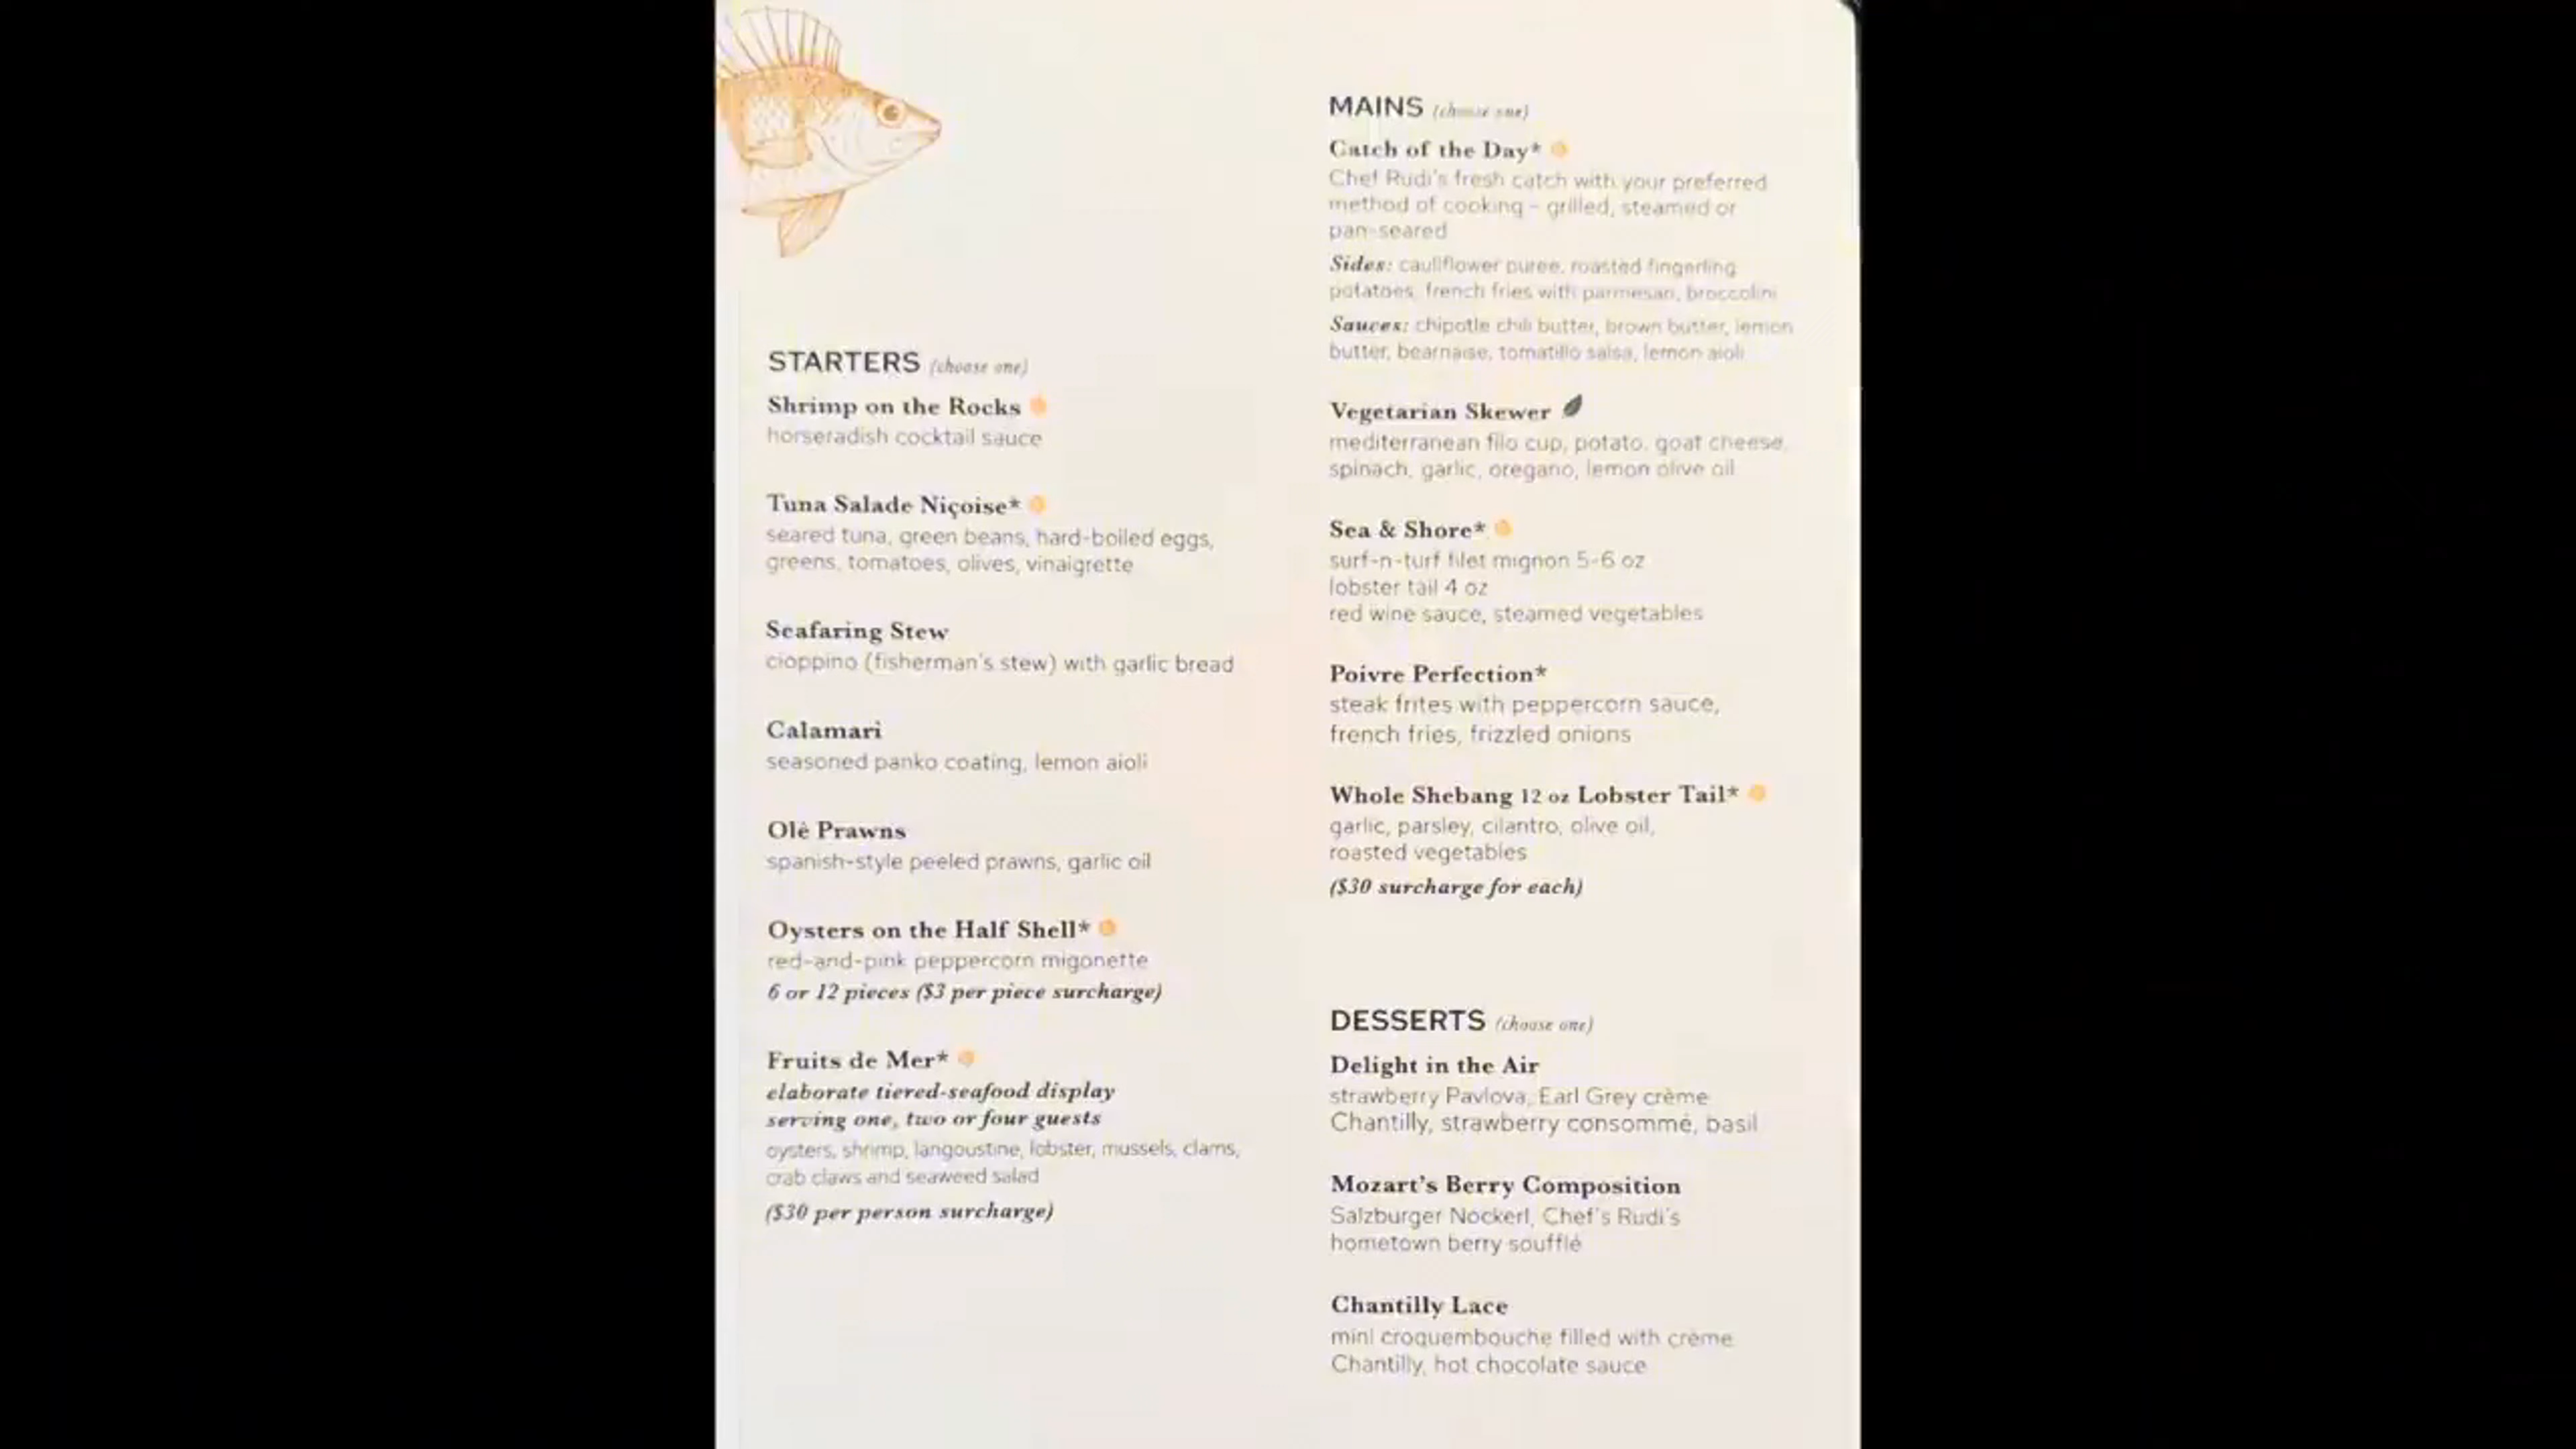 STARTERS (choose one)
Shrimp on the Rocks
horseradish cocktail sauce
Tuna Salade Niçoise*
seared tuna, green beans, hard-boiled eggs,
greens, tomatoes, olives, vinaigrette
Seafaring Stew
cioppino (fisherman's stew) with garlic bread
Calamari
seasoned panko coating, lemon aioli
Olè Prawns
spanish-style peeled prawns, garlic oil
Oysters on the Half Shell*
red-and-pink peppercorn migonette
6 or 12 pieces ($3 per piece surcharge)
Fruits de Mer*
elaborate tiered-seafood display
serving one, two or four guests
oysters, shrimp, langoustine, lobster, mussels, clams,
crab claws and seaweed salad
($30 per person surcharge)
MAINS (choose one)
Catch of the Day*
Chef Rudi's fresh catch with your preferred
method of cooking - grilled, steamed or
pan-seared
Sides: cauliflower puree, roasted fingerling
potatoes, french fries with parmesan, broccolini
Sauces: chipotle chili butter, brown butter, lemon
butter, bearnaise, tomatillo salsa, lemon aioli
Vegetarian Skewer
mediterranean filo cup, potato, goat cheese,
spinach, garlic, oregano, lemon olive oil
Sea & Shore*
surf-n-turf filet mignon 5-6 oz
lobster tail 4 oz
red wine sauce, steamed vegetables
Poivre Perfection*
steak frites with peppercorn sauce,
french fries, frizzled onions
Whole Shebang 12 oz Lobster Tail*
garlic, parsley, cilantro, olive oil,
roasted vegetables
($30 surcharge for each)
DESSERTS (choose one)
Delight in the Air
strawberry Pavlova, Earl Grey crème
Chantilly, strawberry consommé, basil
Mozart's Berry Composition
Salzburger Nockerl, Chef's Rudi's
hometown berry soufflé
Chantilly Lace
mini croquembouche filled with crème
Chantilly, hot chocolate sauce